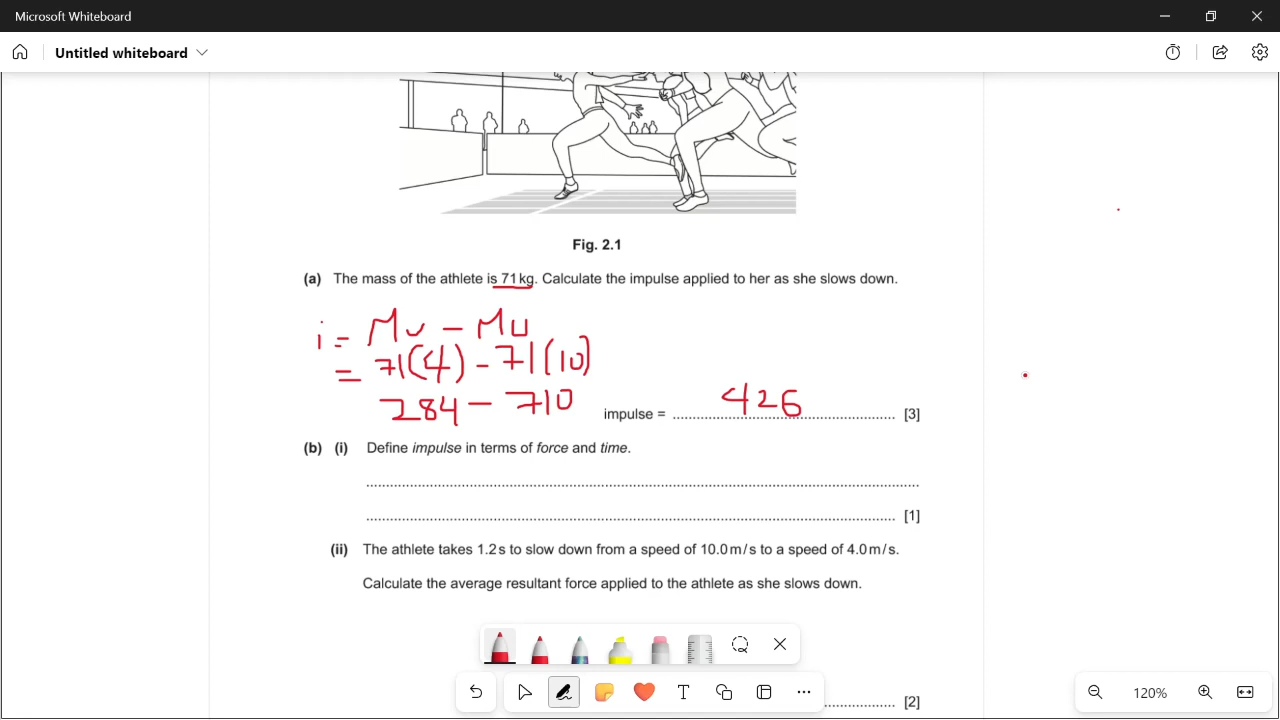 Microsoft Whiteboard
Untitled whiteboard
Fig. 2.1
(a) The mass of the athlete is 71 kg. Calculate the impulse applied to her as she slows down.
i = Mv - Mu
= 71(4) - 71(10)
284 - 710
impulse = 426 [3]
(b) (i) Define impulse in terms of force and time.
[1]
(ii) The athlete takes 1.2 s to slow down from a speed of 10.0 m/s to a speed of 4.0 m/s.
Calculate the average resultant force applied to the athlete as she slows down.
[2]
120%